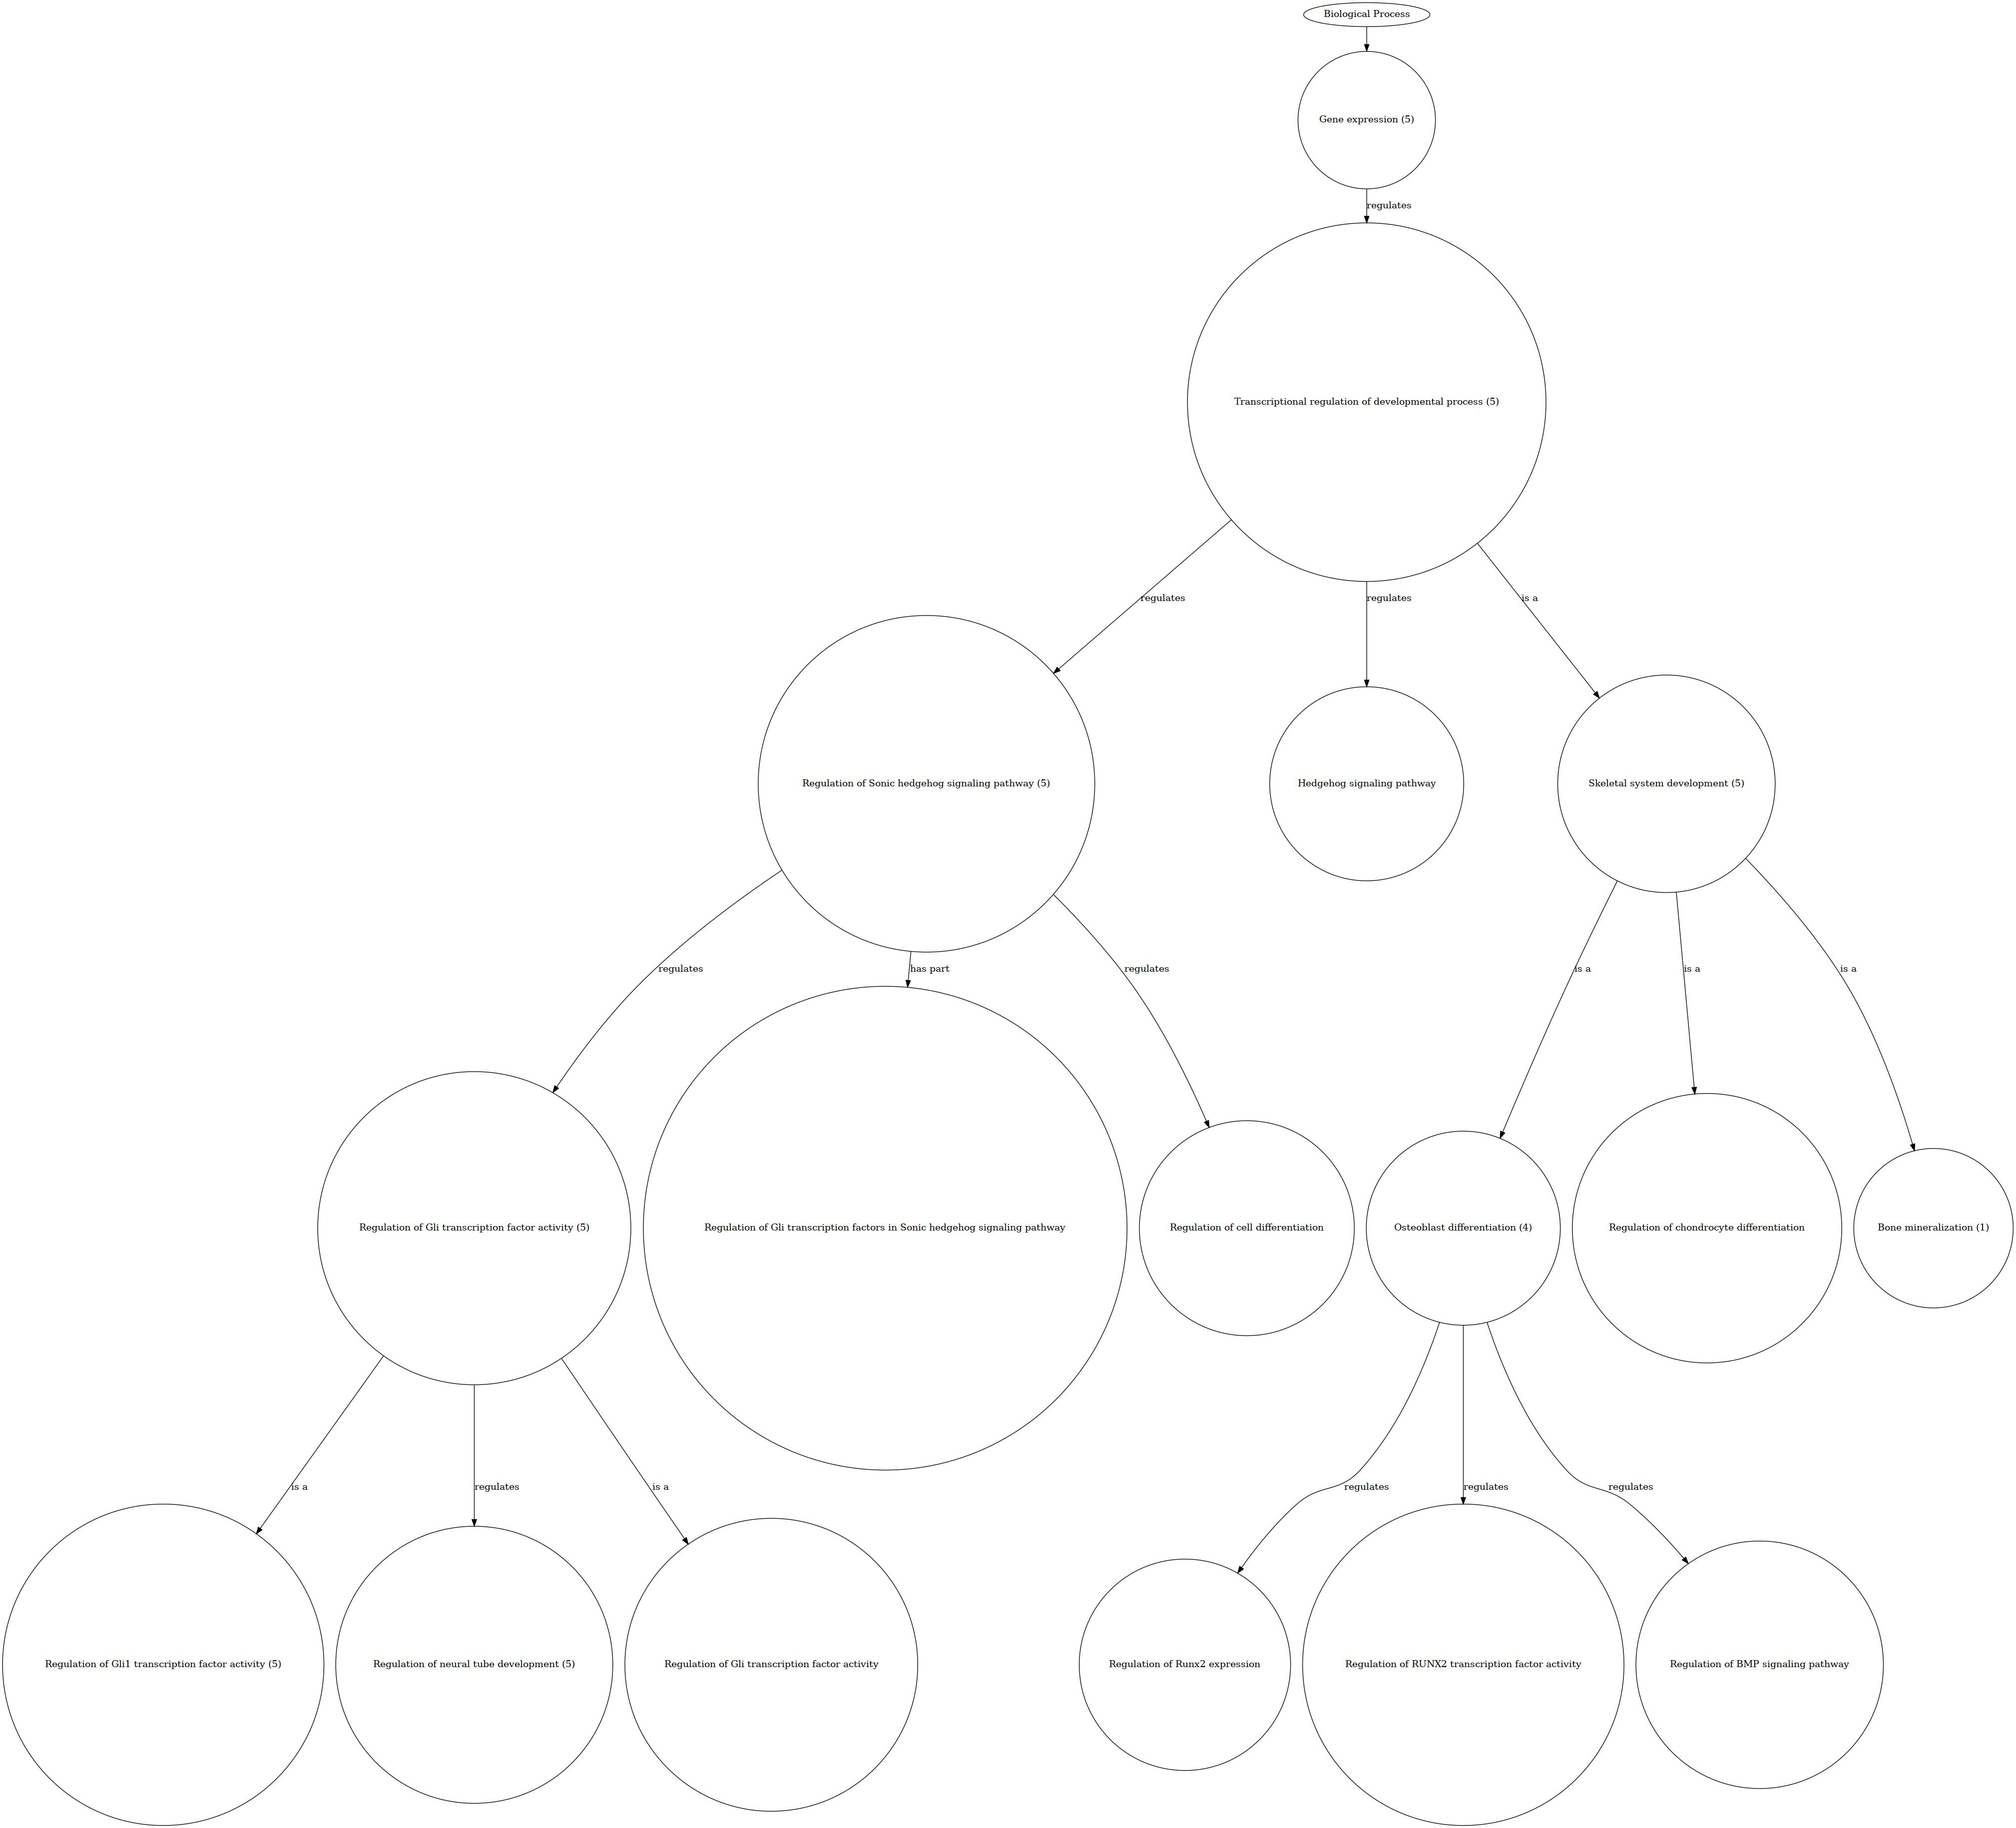 Biological Process
Gene expression (5)
regulates
Transcriptional regulation of developmental process (5)
regulates
regulates
is a
Regulation of Sonic hedgehog signaling pathway (5)
Hedgehog signaling pathway
Skeletal system development (5)
regulates
has part
regulates
is a
is a
is a
Regulation of Gli transcription factor activity (5)
Regulation of Gli transcription factors in Sonic hedgehog signaling pathway
Regulation of cell differentiation
Osteoblast differentiation (4)
Regulation of chondrocyte differentiation
Bone mineralization (1)
is a
regulates
is a
regulates
regulates
regulates
Regulation of Gli1 transcription factor activity (5)
Regulation of neural tube development (5)
Regulation of Gli transcription factor activity
Regulation of Runx2 expression
Regulation of RUNX2 transcription factor activity
Regulation of BMP signaling pathway